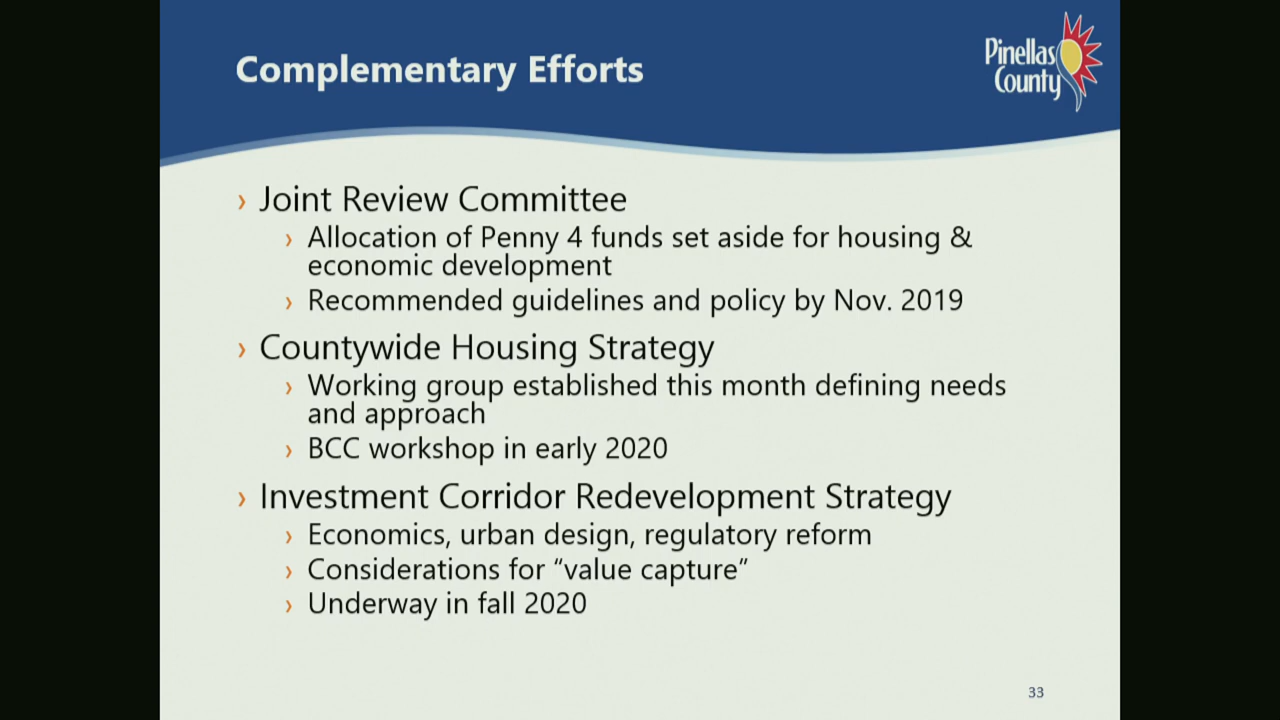 Complementary Efforts
Pinellas
County
› Joint Review Committee
› Allocation of Penny 4 funds set aside for housing &
economic development
› Recommended guidelines and policy by Nov. 2019
› Countywide Housing Strategy
› Working group established this month defining needs
and approach
› BCC workshop in early 2020
› Investment Corridor Redevelopment Strategy
› Economics, urban design, regulatory reform
› Considerations for “value capture”
› Underway in fall 2020
33